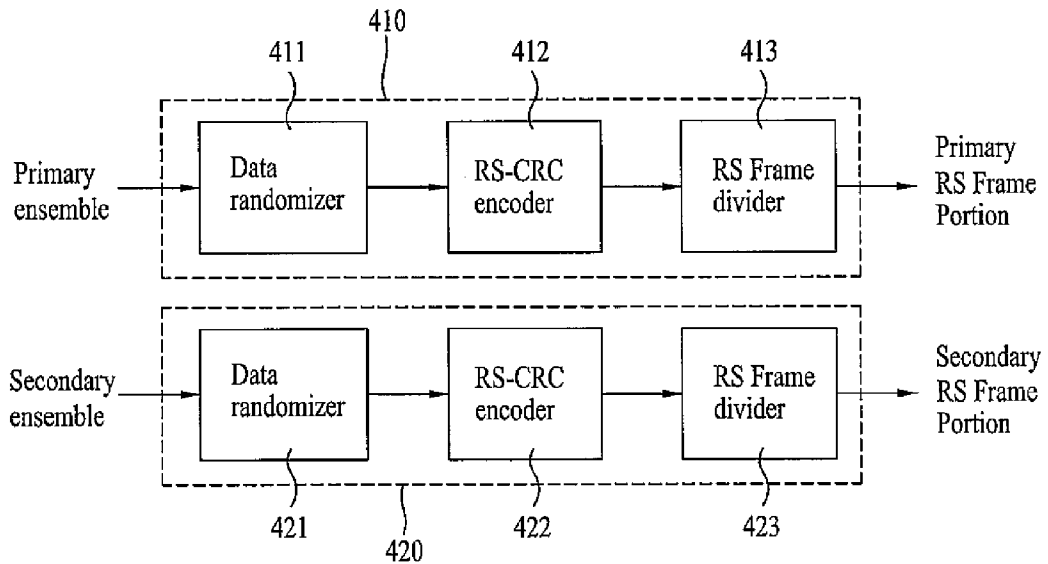 410
411
412
413
Primary
ensemble
Data
randomizer
RS-CRC
encoder
RS Frame
divider
Primary
RS Frame
Portion
Secondary
ensemble
Data
randomizer
RS-CRC
encoder
RS Frame
divider
Secondary
RS Frame
Portion
421
422
423
420